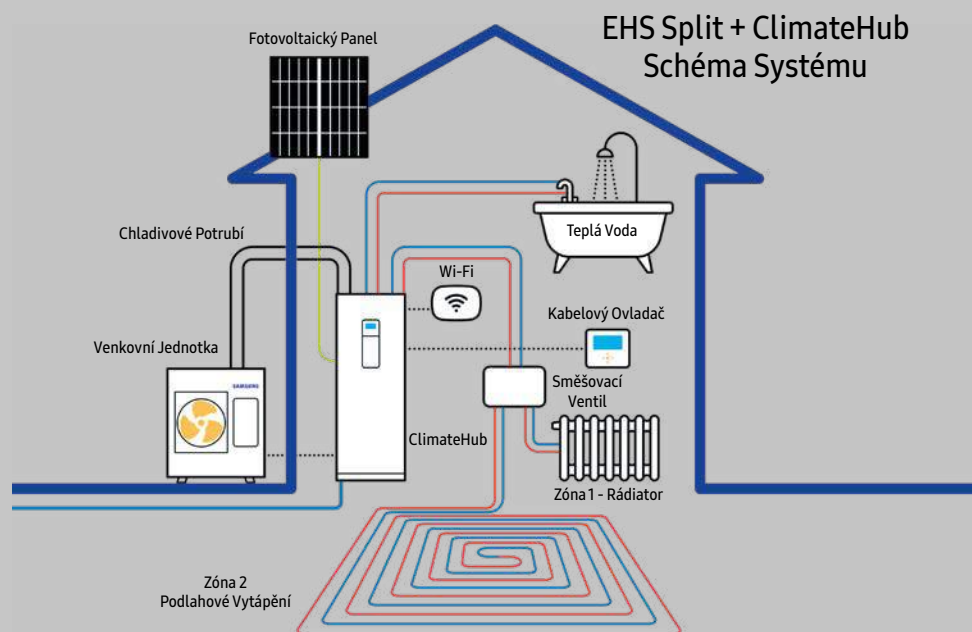 EHS Split + ClimateHub
Schéma Systému
Fotovoltaický Panel
Chladivové Potrubí
Teplá Voda
Wi-Fi
Kabelový Ovladač
Venkovní Jednotka
SAMSUNG
Směšovací
Ventil
ClimateHub
Zóna 1 - Rádiator
Zóna 2
Podlahové Vytápění